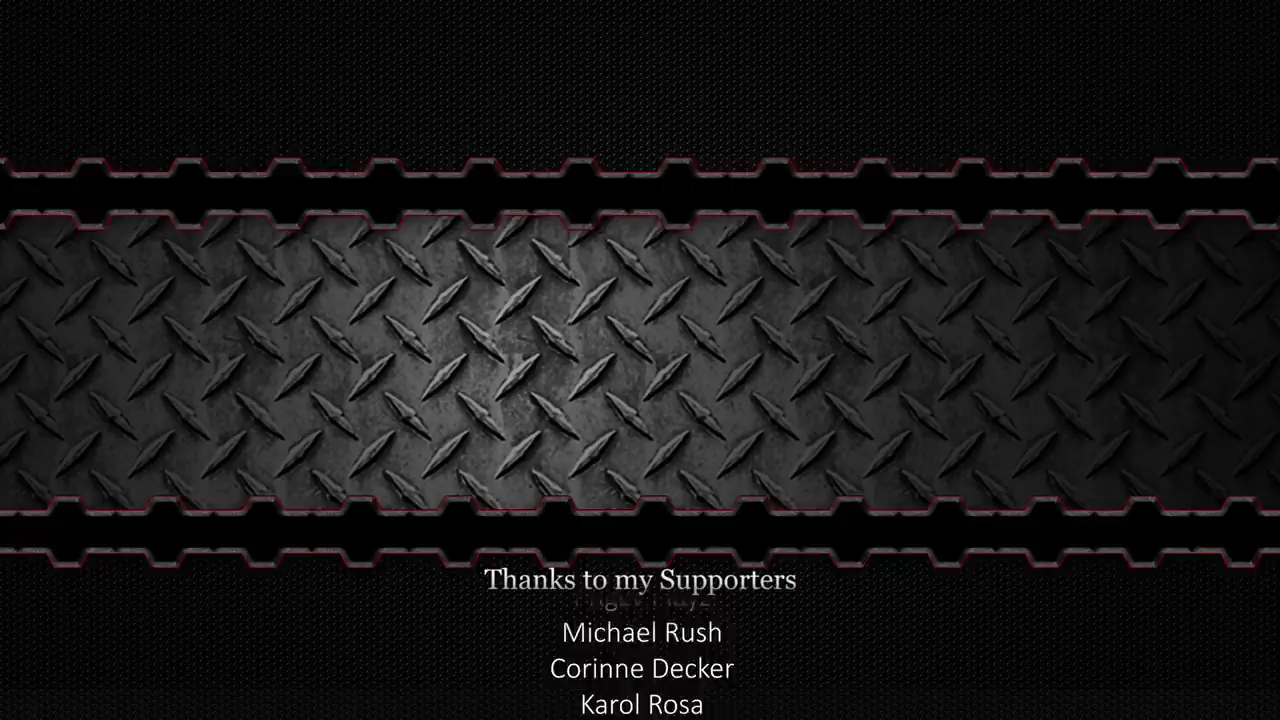 Thanks to my Supporters
Michael Rush
Corinne Decker
Karol Rosa